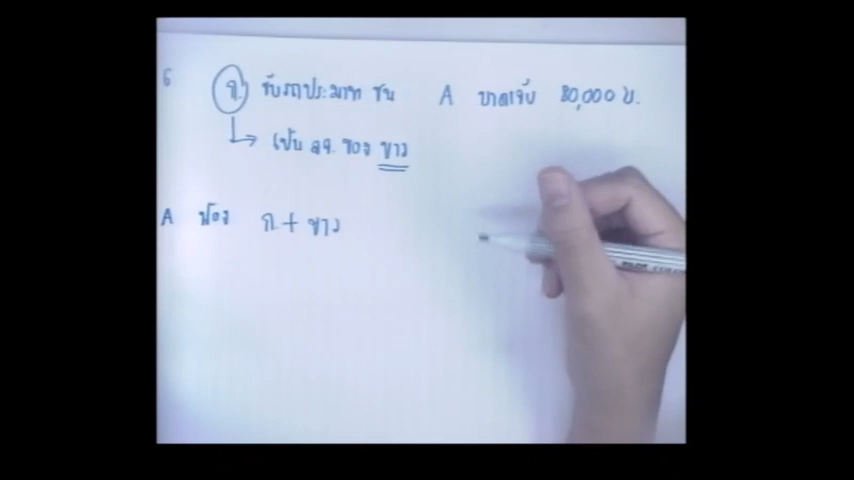 6 ก. ขับรถประมาท ชน A บาดเจ็บ 80,000 บ.
↳ เป็น ลจ. ของ ขาว
A ฟ้อง ก. + ขาว
PILOT